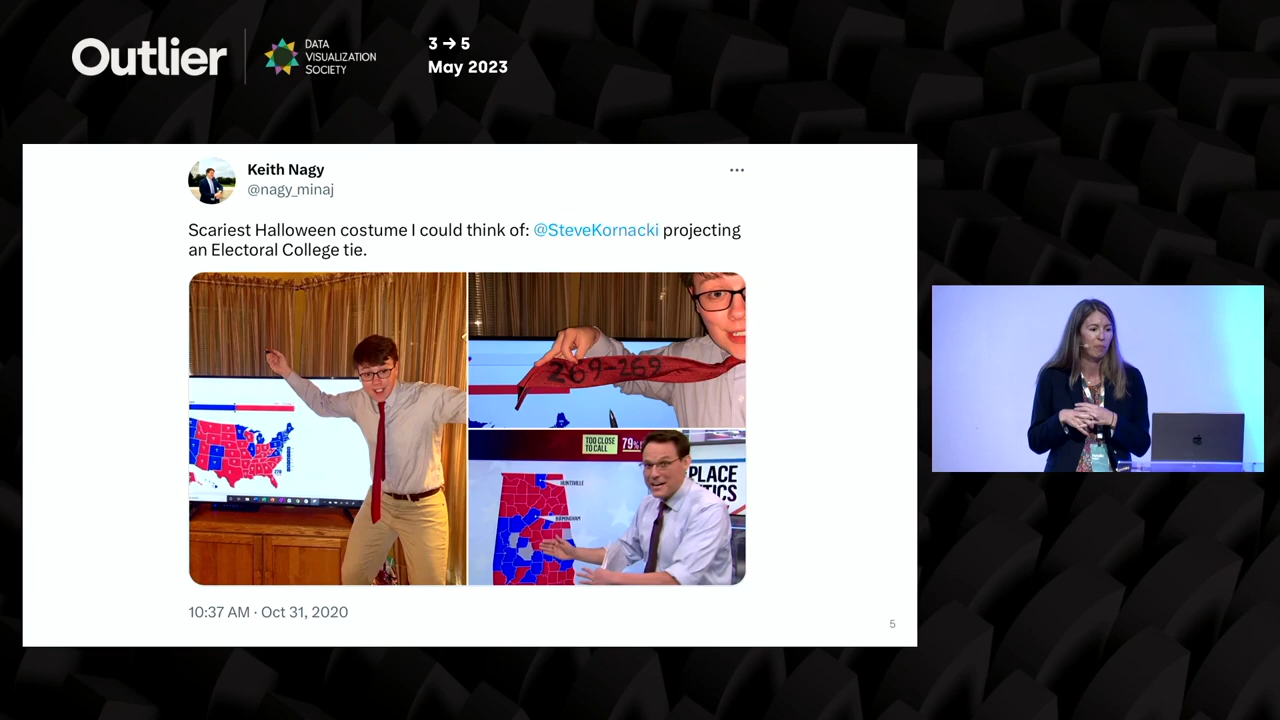 Outlier
DATA
VISUALIZATION
SOCIETY
3 → 5
May 2023
Keith Nagy
@nagy_minaj
Scariest Halloween costume I could think of: @SteveKornacki projecting
an Electoral College tie.
269-269
TOO CLOSE
TO CALL
79%
PLACE
HUNTSVILLE
BIRMINGHAM
10:37 AM · Oct 31, 2020
5